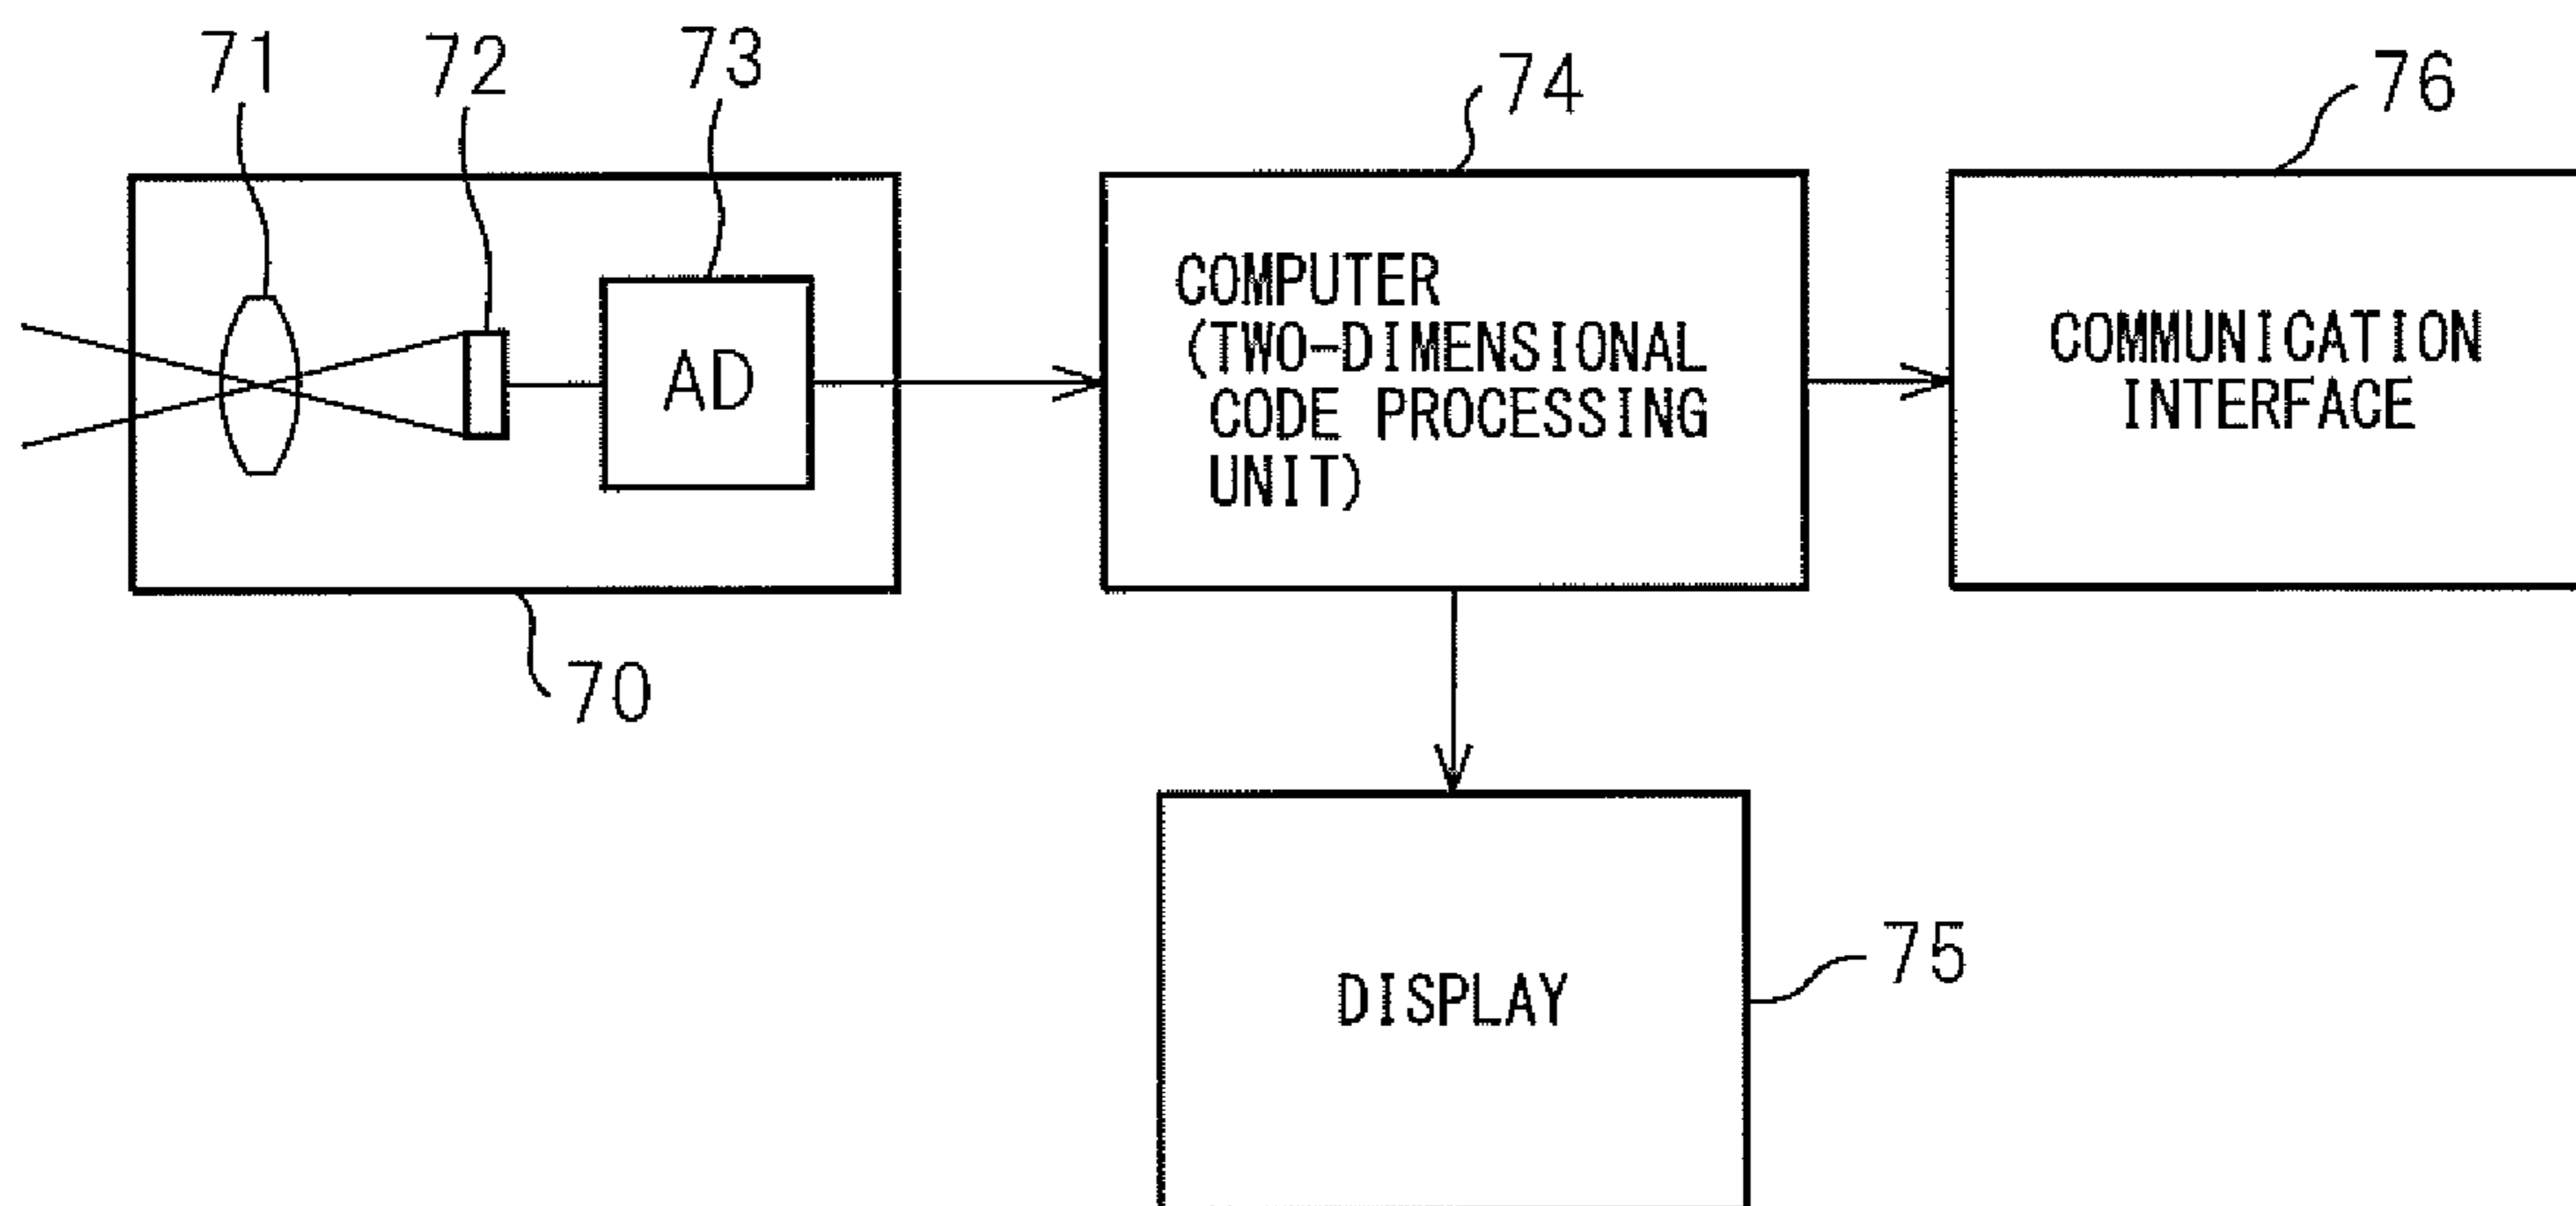 71
72
73
74
76
AD
COMPUTER
(TWO-DIMENSIONAL
CODE PROCESSING
UNIT)
COMMUNICATION
INTERFACE
70
DISPLAY
75